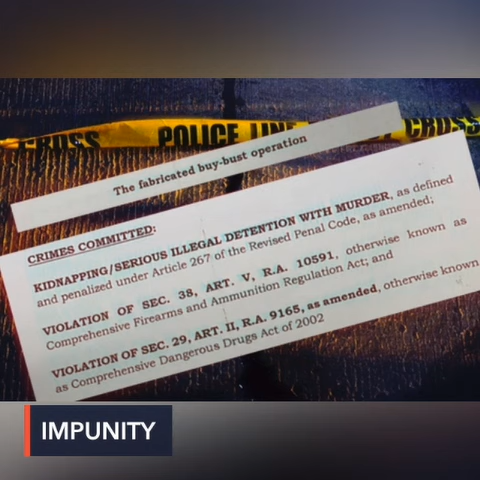 CROSS POLICE LINE CROSS
The fabricated buy-bust operation
CRIMES COMMITTED:
KIDNAPPING/SERIOUS ILLEGAL DETENTION WITH MURDER, as defined
and penalized under Article 267 of the Revised Penal Code, as amended;
VIOLATION OF SEC. 38, ART. V, R.A. 10591, otherwise known as
Comprehensive Firearms and Ammunition Regulation Act; and
VIOLATION OF SEC. 29, ART. II, R.A. 9165, as amended, otherwise known
as Comprehensive Dangerous Drugs Act of 2002
IMPUNITY